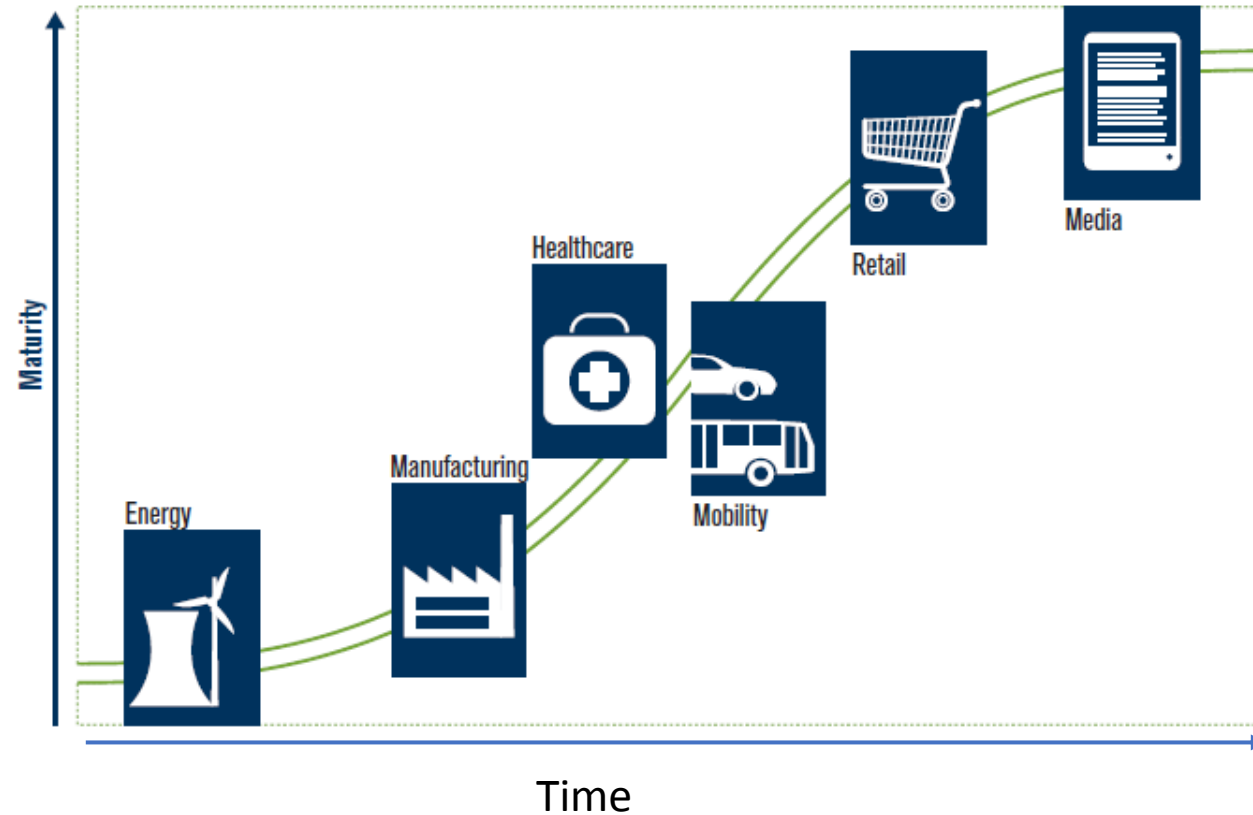 Media
Healthcare
Retail
Maturity
Manufacturing
Energy
Mobility
Time